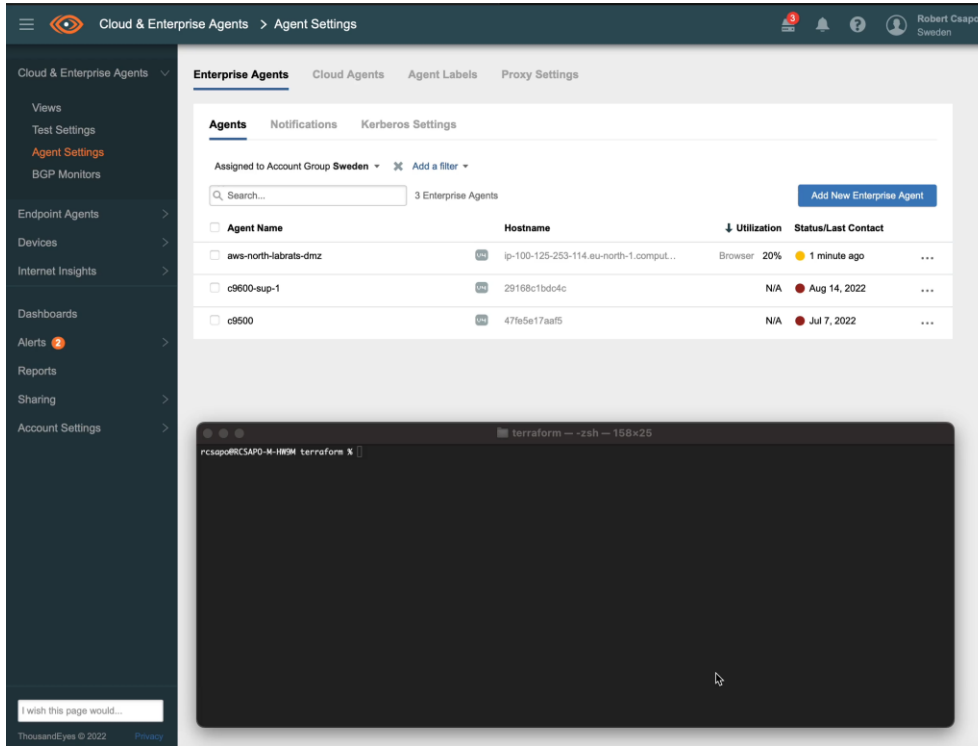 Cloud & Enterprise Agents > Agent Settings
3
Robert Csapo
Sweden
Cloud & Enterprise Agents
Views
Test Settings
Agent Settings
BGP Monitors
Endpoint Agents
Devices
Internet Insights
Dashboards
Alerts 2
Reports
Sharing
Account Settings
I wish this page would...
ThousandEyes © 2022 Privacy
Enterprise Agents Cloud Agents Agent Labels Proxy Settings
Agents Notifications Kerberos Settings
Assigned to Account Group Sweden Add a filter
Search... 3 Enterprise Agents Add New Enterprise Agent
Agent Name Hostname Utilization Status/Last Contact
aws-north-labrats-dmz V4 ip-100-125-253-114.eu-north-1.comput... Browser 20% 1 minute ago ...
c9600-sup-1 V4 29168c1bdc4c N/A Aug 14, 2022 ...
c9500 V4 47fe5e17aaf5 N/A Jul 7, 2022 ...
terraform — -zsh — 158×25
rcsapo@RCSAPO-M-HW9M terraform %